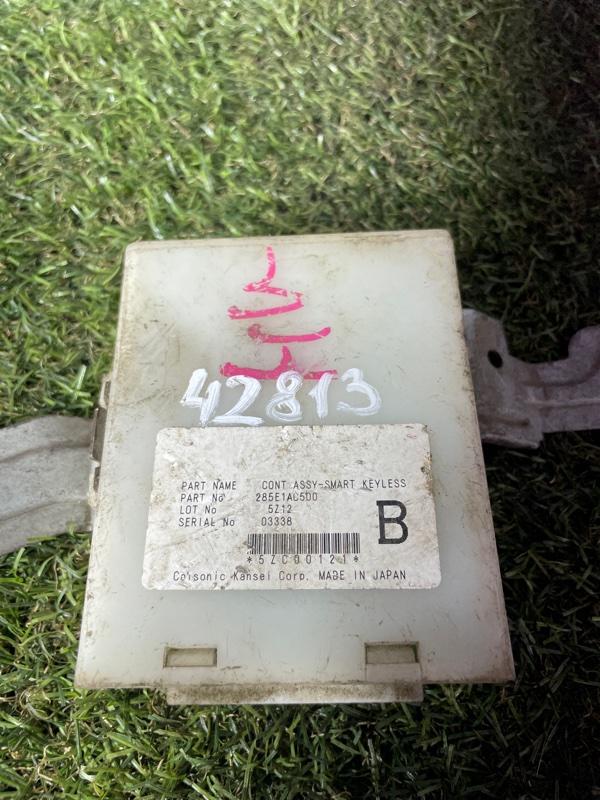 42813
PART NAME CONT ASSY-SMART KEYLESS
PART No 285E1AC500
LOT No 5Z12
SERIAL No 03338
B
*5ZC00121*
Calsonic Kansei Corp. MADE IN JAPAN